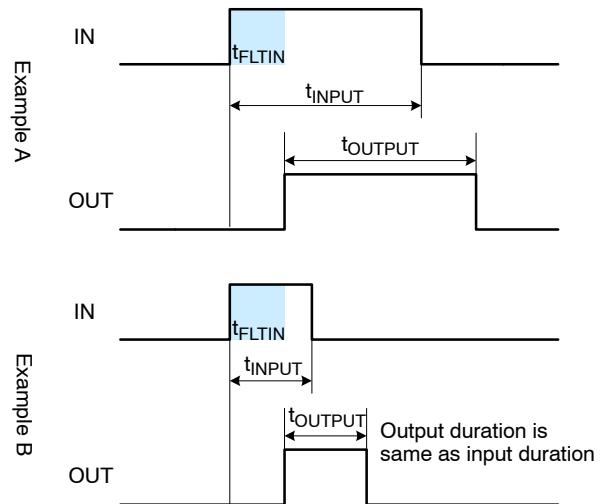 Example A
IN
tFLTIN
tINPUT
tOUTPUT
OUT
Example B
IN
tFLTIN
tINPUT
tOUTPUT
Output duration is
same as input duration
OUT